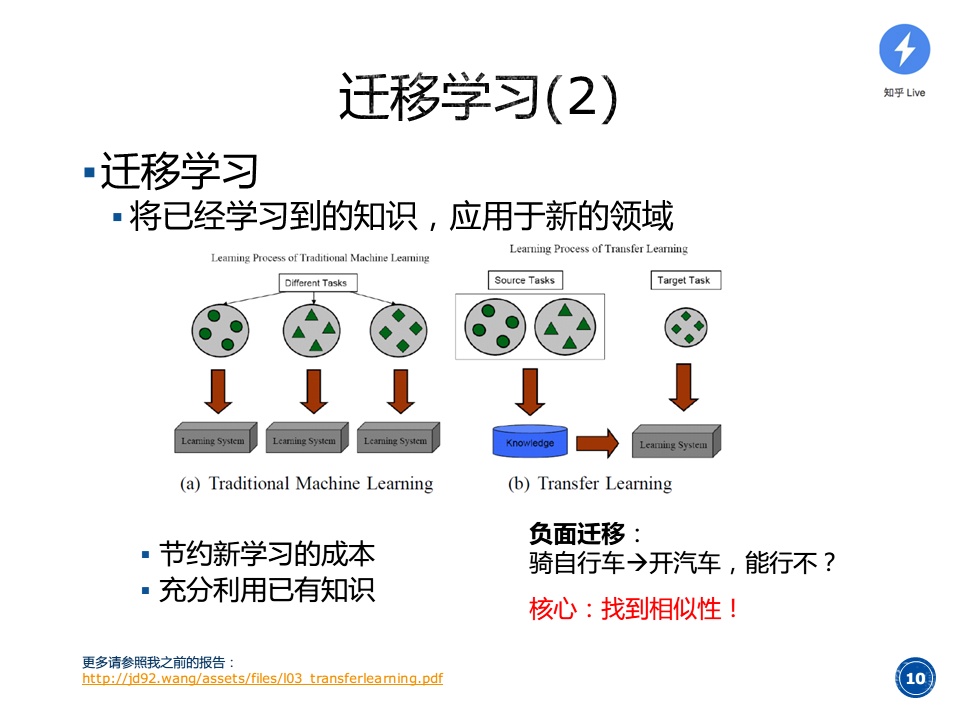 知乎 Live
迁移学习(2)
▪迁移学习
▪将已经学习到的知识，应用于新的领域
Learning Process of Traditional Machine Learning
Different Tasks
Learning System
Learning System
Learning System
(a) Traditional Machine Learning
Learning Process of Transfer Learning
Source Tasks
Target Task
Knowledge
Learning System
(b) Transfer Learning
▪ 节约新学习的成本
▪ 充分利用已有知识
负面迁移：
骑自行车→开汽车，能行不？
核心：找到相似性！
更多请参照我之前的报告：
http://jd92.wang/assets/files/l03_transferlearning.pdf
10